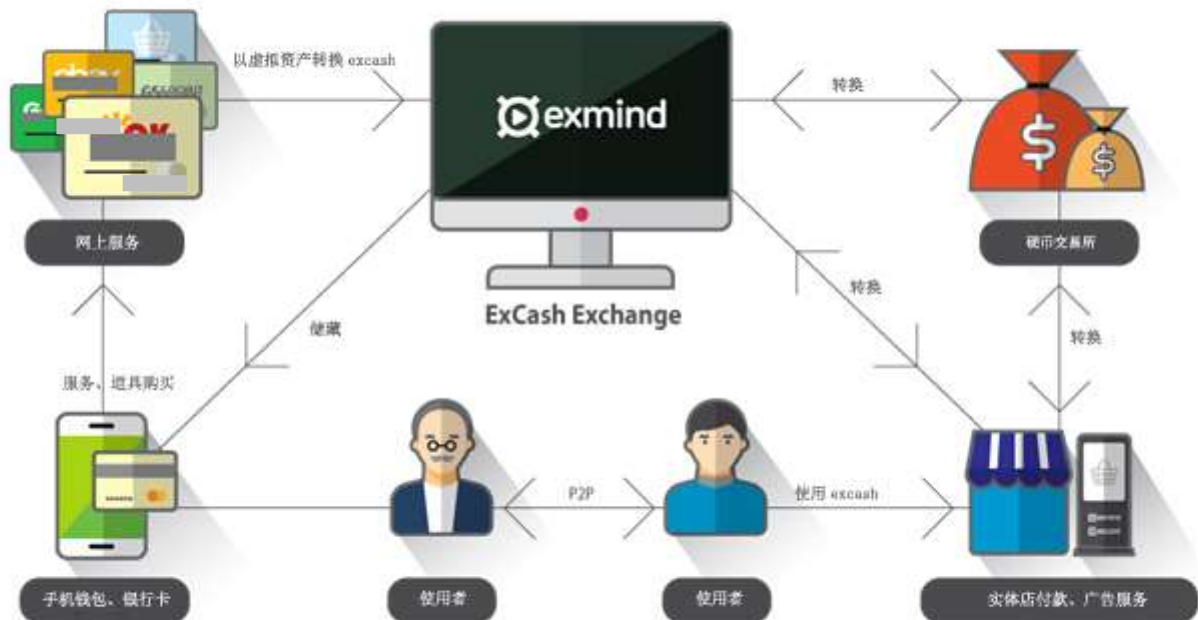 以虚拟资产转换 excash
exmind
转换
网上服务
硬币交易所
ExCash Exchange
储藏
转换
转换
服务、道具购买
P2P
使用 excash
手机钱包、银行卡
使用者
使用者
实体店付款、广告服务